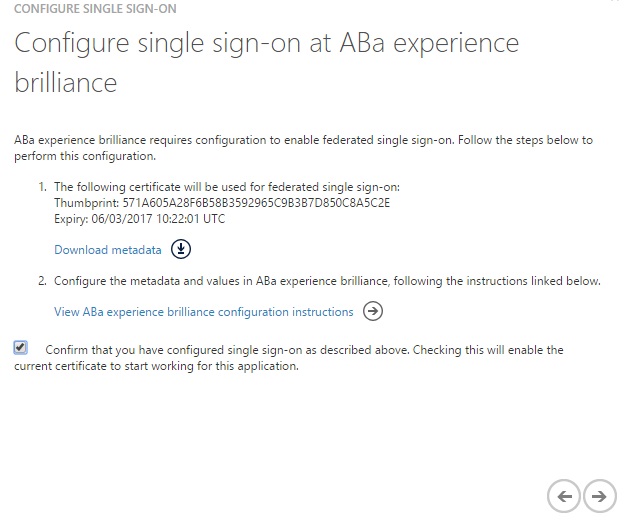 CONFIGURE SINGLE SIGN-ON
Configure single sign-on at ABa experience
brilliance
ABa experience brilliance requires configuration to enable federated single sign-on. Follow the steps below to
perform this configuration.
1. The following certificate will be used for federated single sign-on:
Thumbprint: 571A605A28F6B58B3592965C9B3B7D850C8A5C2E
Expiry: 06/03/2017 10:22:01 UTC
Download metadata
2. Configure the metadata and values in ABa experience brilliance, following the instructions linked below.
View ABa experience brilliance configuration instructions
Confirm that you have configured single sign-on as described above. Checking this will enable the
current certificate to start working for this application.